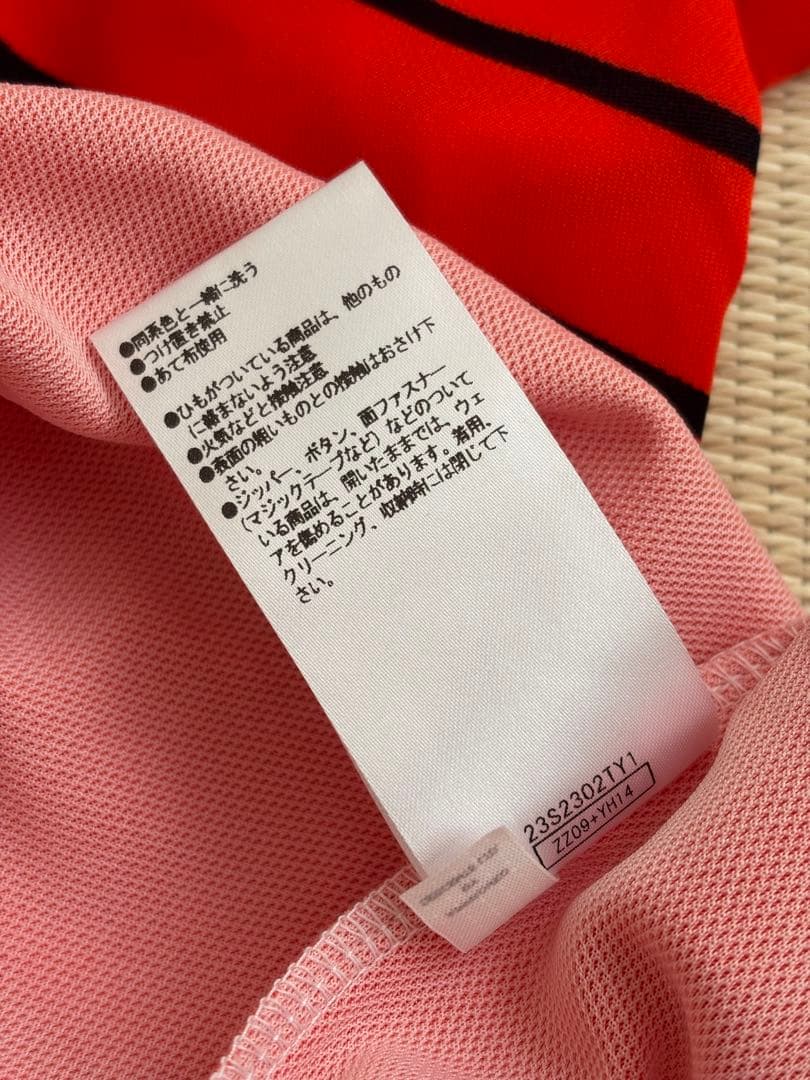 ●同系色と一緒に洗う
●つけ置き禁止
●あて布使用
●ひもがついている商品は、他のもの
に絡まないよう注意
●火気などと接触注意
●表面の粗いものとの接触はおさけ下
さい。
●ジッパー、ボタン、面ファスナー
(マジックテープなど)などのついて
いる商品は、開いたままでは、ウェ
アを傷めることがあります。着用、
クリーニング、収納時には閉じて下
さい。
23S2302TY1
ZZ09+YH14